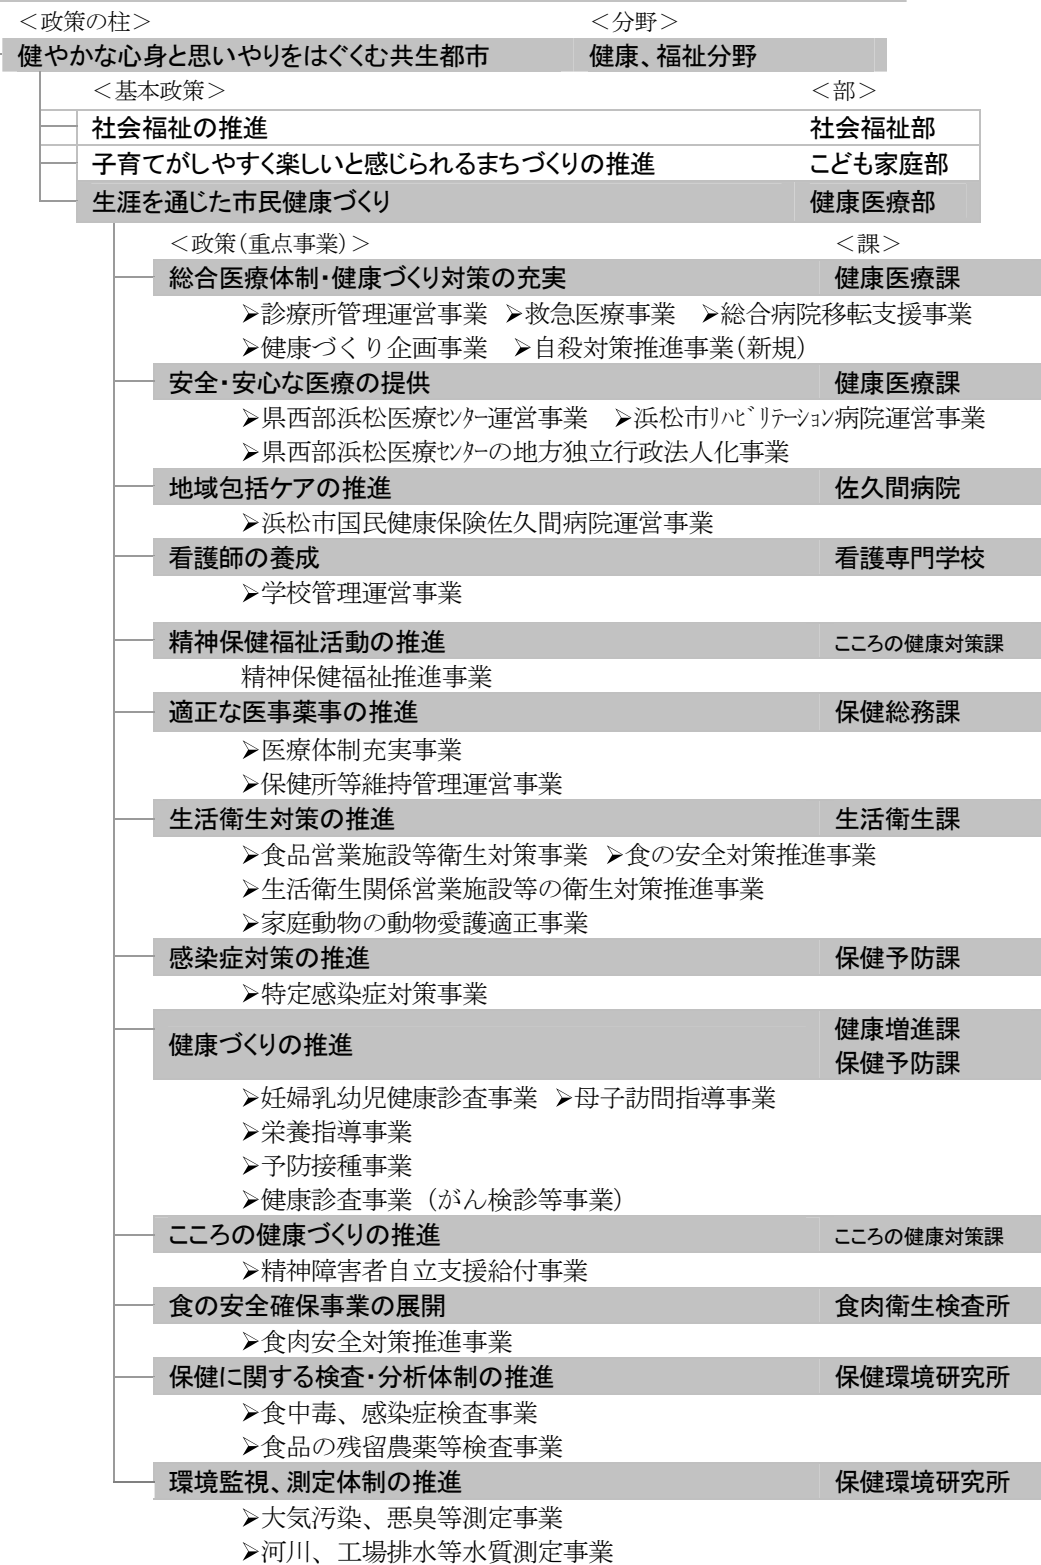 ＜政策の柱＞ ＜分野＞
健やかな心身と思いやりをはぐくむ共生都市 健康、福祉分野
＜基本政策＞ ＜部＞
社会福祉の推進 社会福祉部
子育てがしやすく楽しいと感じられるまちづくりの推進 こども家庭部
生涯を通じた市民健康づくり 健康医療部
＜政策（重点事業）＞ ＜課＞
総合医療体制・健康づくり対策の充実 健康医療課
➢診療所管理運営事業 ➢救急医療事業 ➢総合病院移転支援事業
➢健康づくり企画事業 ➢自殺対策推進事業（新規）
安全・安心な医療の提供 健康医療課
➢県西部浜松医療ｾﾝﾀｰ運営事業 ➢浜松市ﾘﾊﾋﾞﾘﾃｰｼｮﾝ病院運営事業
➢県西部浜松医療ｾﾝﾀｰの地方独立行政法人化事業
地域包括ケアの推進 佐久間病院
➢浜松市国民健康保険佐久間病院運営事業
看護師の養成 看護専門学校
➢学校管理運営事業
精神保健福祉活動の推進 こころの健康対策課
精神保健福祉推進事業
適正な医事薬事の推進 保健総務課
➢医療体制充実事業
➢保健所等維持管理運営事業
生活衛生対策の推進 生活衛生課
➢食品営業施設等衛生対策事業 ➢食の安全対策推進事業
➢生活衛生関係営業施設等の衛生対策推進事業
➢家庭動物の動物愛護適正事業
感染症対策の推進 保健予防課
➢特定感染症対策事業
健康づくりの推進 健康増進課
保健予防課
➢妊婦乳幼児健康診査事業 ➢母子訪問指導事業
➢栄養指導事業
➢予防接種事業
➢健康診査事業（がん検診等事業）
こころの健康づくりの推進 こころの健康対策課
➢精神障害者自立支援給付事業
食の安全確保事業の展開 食肉衛生検査所
➢食肉安全対策推進事業
保健に関する検査・分析体制の推進 保健環境研究所
➢食中毒、感染症検査事業
➢食品の残留農薬等検査事業
環境監視、測定体制の推進 保健環境研究所
➢大気汚染、悪臭等測定事業
➢河川、工場排水等水質測定事業